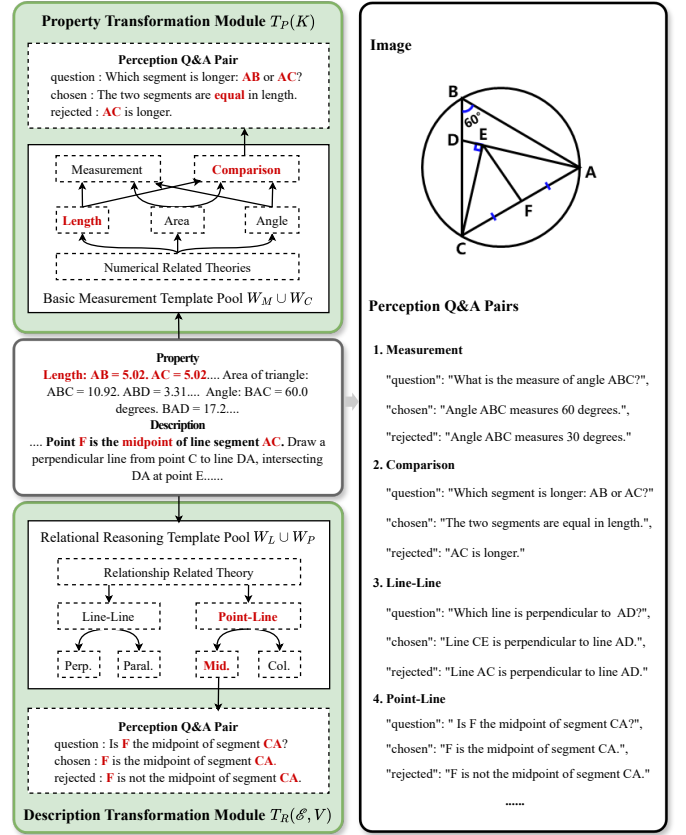 Property Transformation Module T_P(K)
Perception Q&A Pair
question : Which segment is longer: AB or AC?
chosen : The two segments are equal in length.
rejected : AC is longer.
Measurement
Comparison
Length
Area
Angle
Numerical Related Theories
Basic Measurement Template Pool W_M ∪ W_C
Property
Length: AB = 5.02. AC = 5.02.... Area of triangle:
ABC = 10.92. ABD = 3.31.... Angle: BAC = 60.0
degrees. BAD = 17.2....
Description
.... Point F is the midpoint of line segment AC. Draw a
perpendicular line from point C to line DA, intersecting
DA at point E......
Relational Reasoning Template Pool W_L ∪ W_P
Relationship Related Theory
Line-Line
Point-Line
Perp.
Paral.
Mid.
Col.
Perception Q&A Pair
question : Is F the midpoint of segment CA?
chosen : F is the midpoint of segment CA.
rejected : F is not the midpoint of segment CA.
Description Transformation Module T_R(ℰ, V)
Image
B
60°
D
E
A
F
C
Perception Q&A Pairs
1. Measurement
"question": "What is the measure of angle ABC?",
"chosen": "Angle ABC measures 60 degrees.",
"rejected": "Angle ABC measures 30 degrees."
2. Comparison
"question": "Which segment is longer: AB or AC?"
"chosen": "The two segments are equal in length.",
"rejected": "AC is longer."
3. Line-Line
"question": "Which line is perpendicular to AD?",
"chosen": "Line CE is perpendicular to line AD.",
"rejected": "Line AC is perpendicular to line AD."
4. Point-Line
"question": " Is F the midpoint of segment CA?",
"chosen": "F is the midpoint of segment CA.",
"rejected": "F is not the midpoint of segment CA."
......